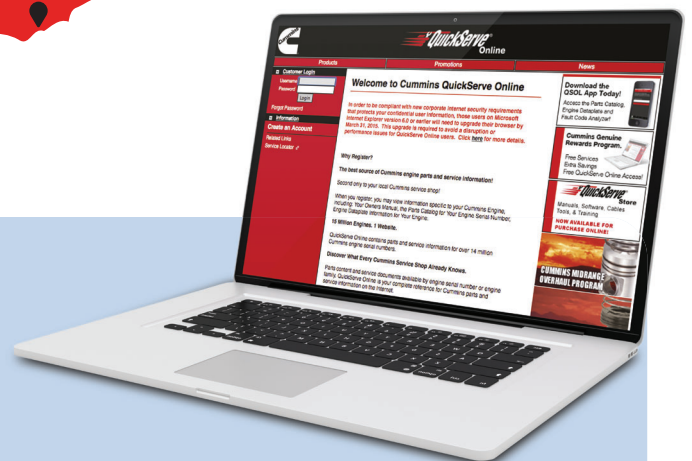 Cummins
QuickServe
Online
Products
Promotions
News
Customer Login
Username
Password
Login
Forgot Password
Information
Create an Account
Related Links
Service Locator
Welcome to Cummins QuickServe Online
In order to be compliant with new corporate internet security requirements
that protects your confidential user information, those users on Microsoft
Internet Explorer version 6.0 or earlier will need to upgrade their browser by
March 31, 2015. This upgrade is required to avoid a disruption or
performance issues for QuickServe Online users. Click here for more details.
Why Register?
The best source of Cummins engine parts and service information!
Second only to your local Cummins service shop!
When you register, you may view information specific to your Cummins Engine,
including: Your Owners Manual, the Parts Catalog for Your Engine Serial Number,
Engine Dataplate Information for Your Engine.
15 Million Engines. 1 Website.
QuickServe Online contains parts and service information for over 14 million
Cummins engine serial numbers.
Discover What Every Cummins Service Shop Already Knows.
Parts content and service documents available by engine serial number or engine
family. QuickServe Online is your complete reference for Cummins parts and
service information on the Internet.
Download the
QSOL App Today!
Access the Parts Catalog,
Engine Dataplate and
Fault Code Analyzer!
Cummins Genuine
Rewards Program.
Free Services
Extra Savings
Free QuickServe Online Access!
QuickServe
Store
Manuals, Software, Cables
Tools, & Training
NOW AVAILABLE FOR
PURCHASE ONLINE!
CUMMINS MIDRANGE
OVERHAUL PROGRAM